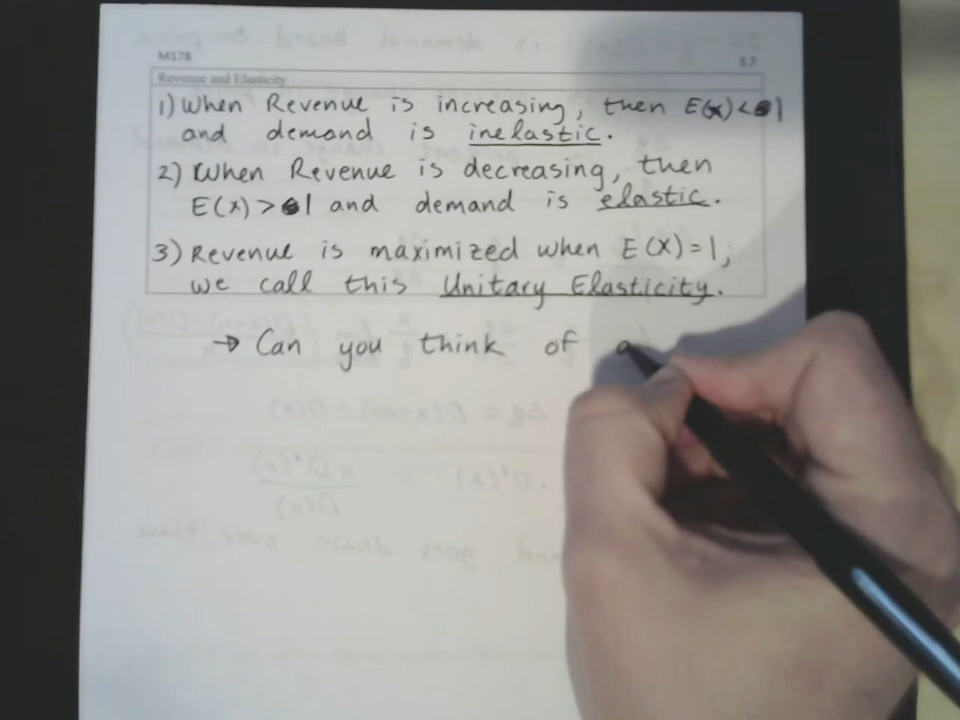 M178 3.7
Revenue and Elasticity
1) When Revenue is increasing, then E(x) < 1
and demand is inelastic.
2) When Revenue is decreasing, then
E(x) > 1 and demand is elastic.
3) Revenue is maximized when E(x) = 1;
we call this Unitary Elasticity.
→ Can you think of a